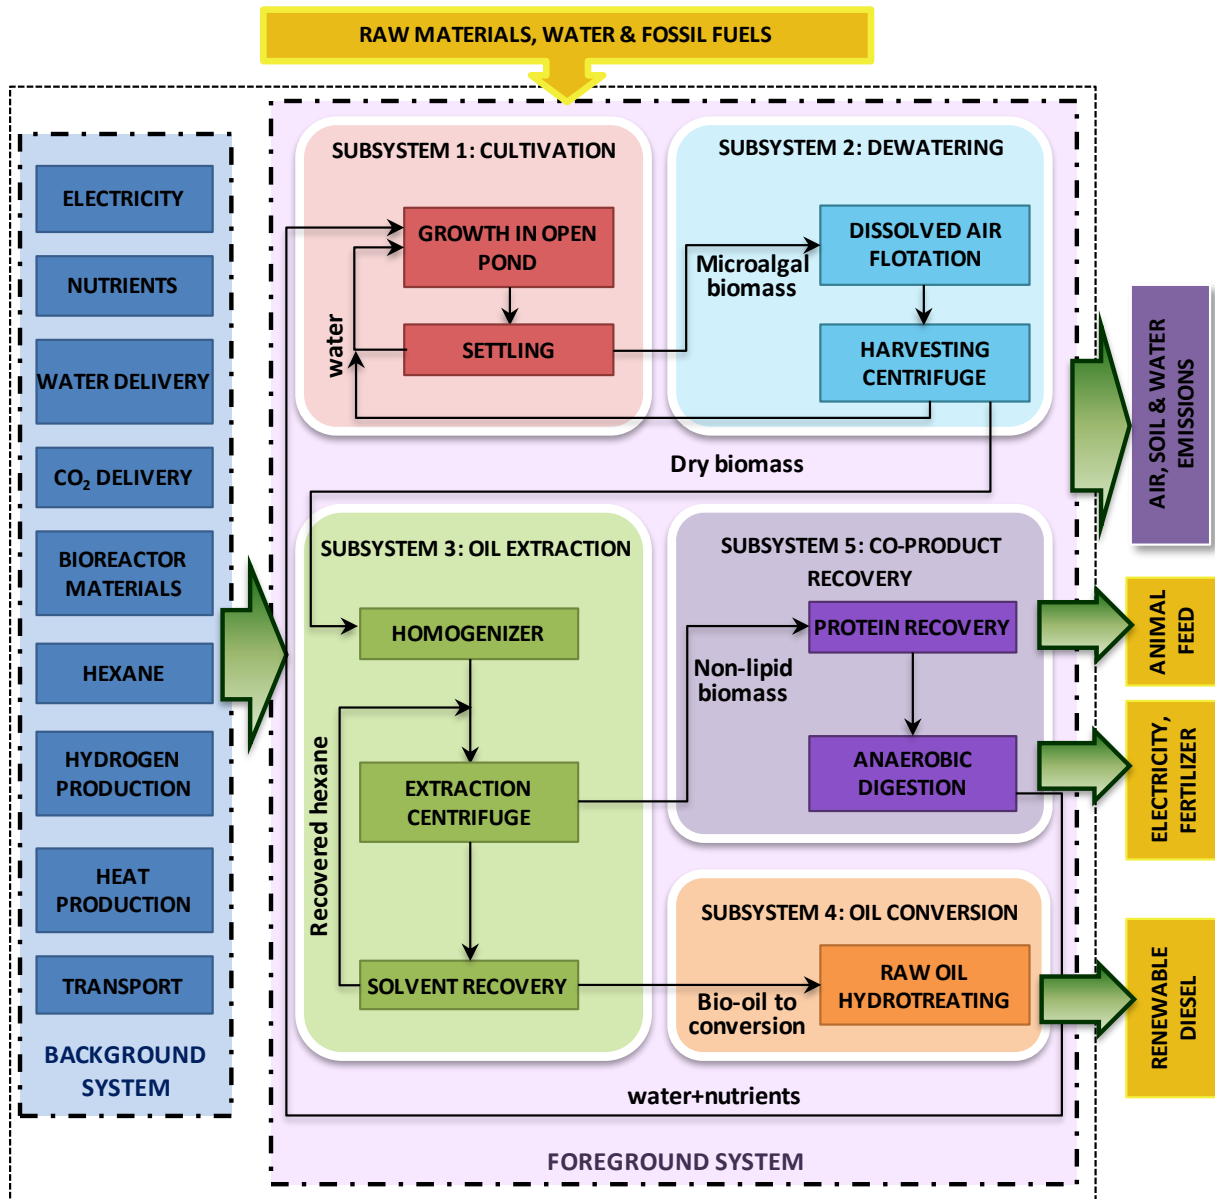 RAW MATERIALS, WATER & FOSSIL FUELS
ELECTRICITY
NUTRIENTS
WATER DELIVERY
CO₂ DELIVERY
BIOREACTOR
MATERIALS
HEXANE
HYDROGEN
PRODUCTION
HEAT
PRODUCTION
TRANSPORT
BACKGROUND
SYSTEM
SUBSYSTEM 1: CULTIVATION
GROWTH IN OPEN
POND
SETTLING
water
SUBSYSTEM 2: DEWATERING
Microalgal
biomass
DISSOLVED AIR
FLOTATION
HARVESTING
CENTRIFUGE
Dry biomass
SUBSYSTEM 3: OIL EXTRACTION
HOMOGENIZER
EXTRACTION
CENTRIFUGE
Recovered hexane
SOLVENT RECOVERY
SUBSYSTEM 5: CO-PRODUCT
RECOVERY
PROTEIN RECOVERY
Non-lipid
biomass
ANAEROBIC
DIGESTION
SUBSYSTEM 4: OIL CONVERSION
RAW OIL
HYDROTREATING
Bio-oil to
conversion
water+nutrients
FOREGROUND SYSTEM
AIR, SOIL & WATER
EMISSIONS
ANIMAL
FEED
ELECTRICITY,
FERTILIZER
RENEWABLE
DIESEL